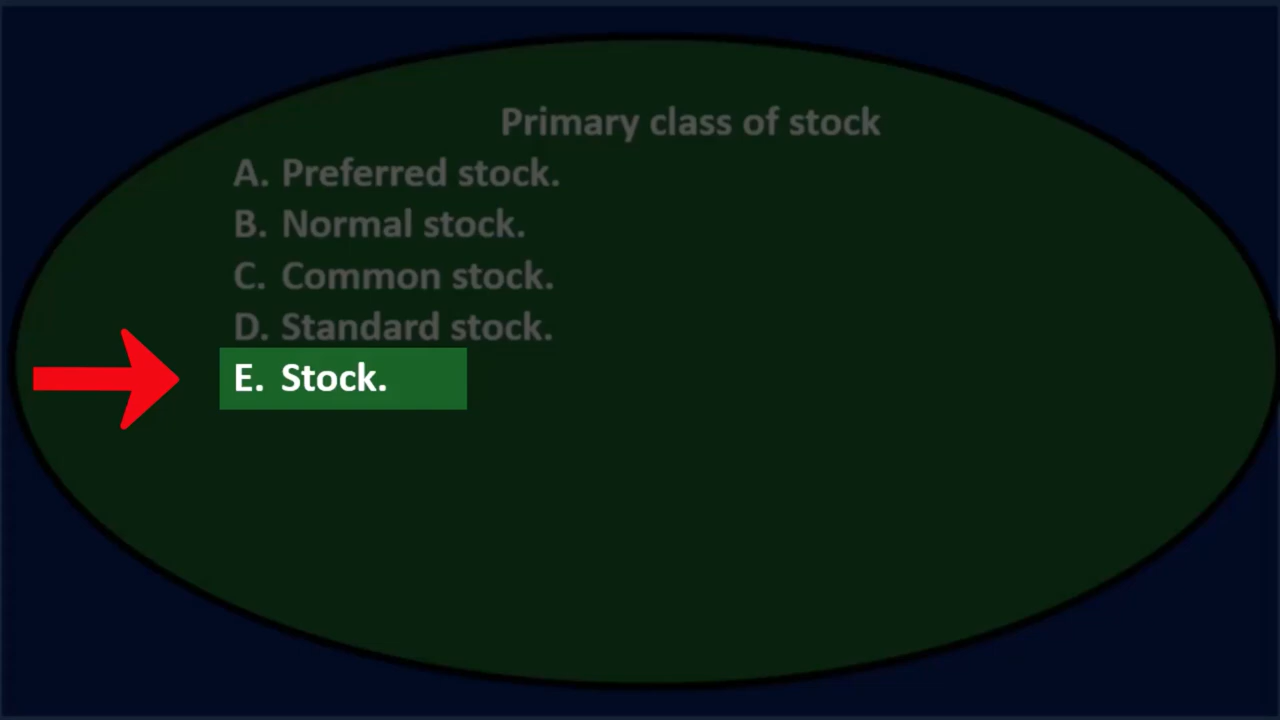 Primary class of stock
A. Preferred stock.
B. Normal stock.
C. Common stock.
D. Standard stock.
E. Stock.